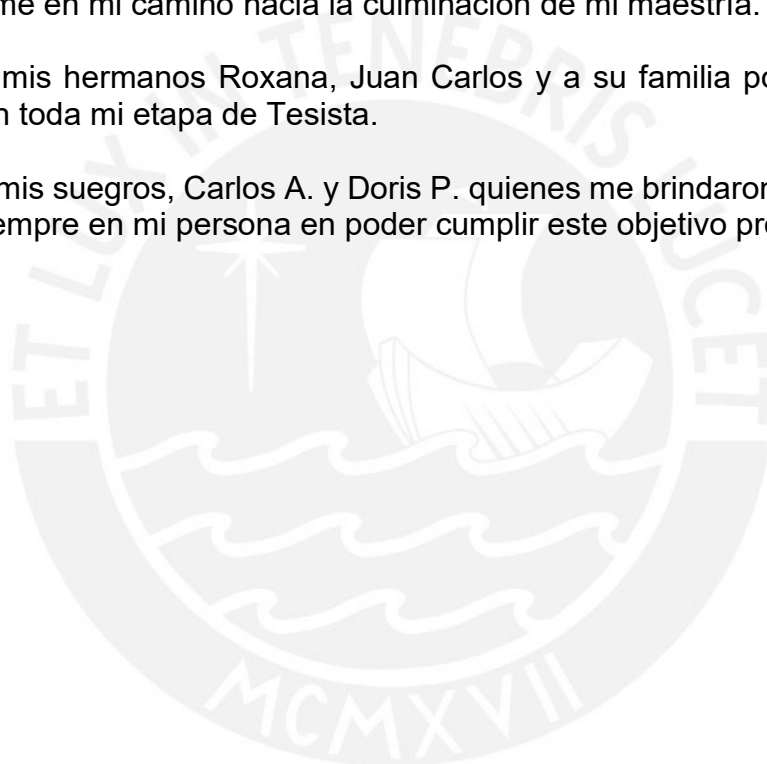 me en mi camino hacia la culminación de mi maestría.
mis hermanos Roxana, Juan Carlos y a su familia po
n toda mi etapa de Tesista.
mis suegros, Carlos A. y Doris P. quienes me brindaron
empre en mi persona en poder cumplir este objetivo pr
ET LUX IN TENEBRIS LUCET
MCMXVII